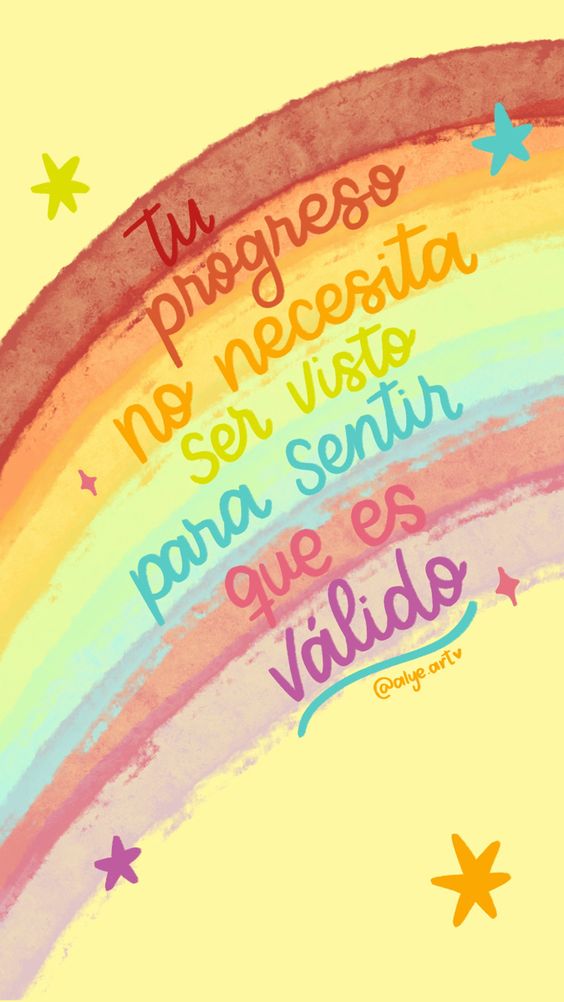 tu
progreso
no necesita
ser visto
para sentir
que es
válido
@alye.art